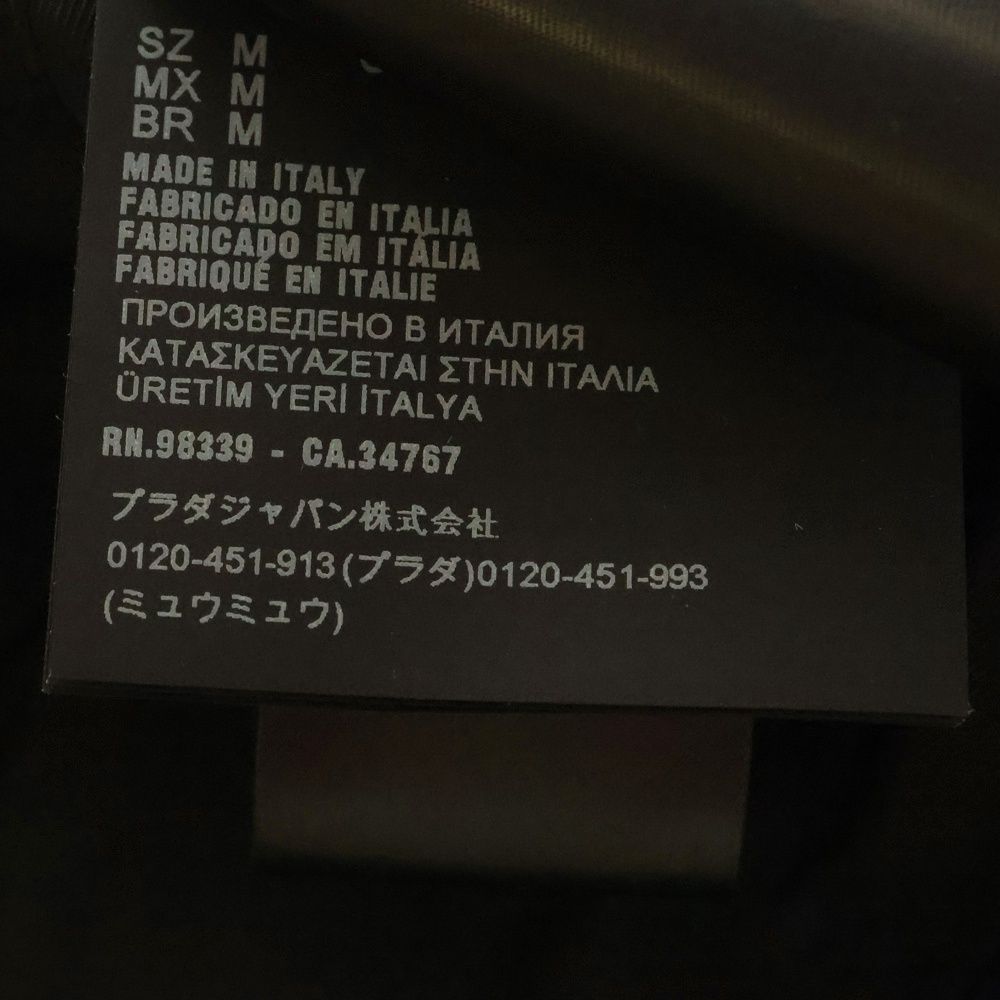 SZ M
MX M
BR M
MADE IN ITALY
FABRICADO EN ITALIA
FABRICADO EM ITÁLIA
FABRIQUÉ EN ITALIE
ПРОИЗВЕДЕНО В ИТАЛИЯ
ΚΑΤΑΣΚΕΥΑΖΕΤΑΙ ΣΤΗΝ ΙΤΑΛΙΑ
ÜRETİM YERİ İTALYA
RN.98339 - CA.34767
プラダジャパン株式会社
0120-451-913(プラダ)0120-451-993
(ミュウミュウ)